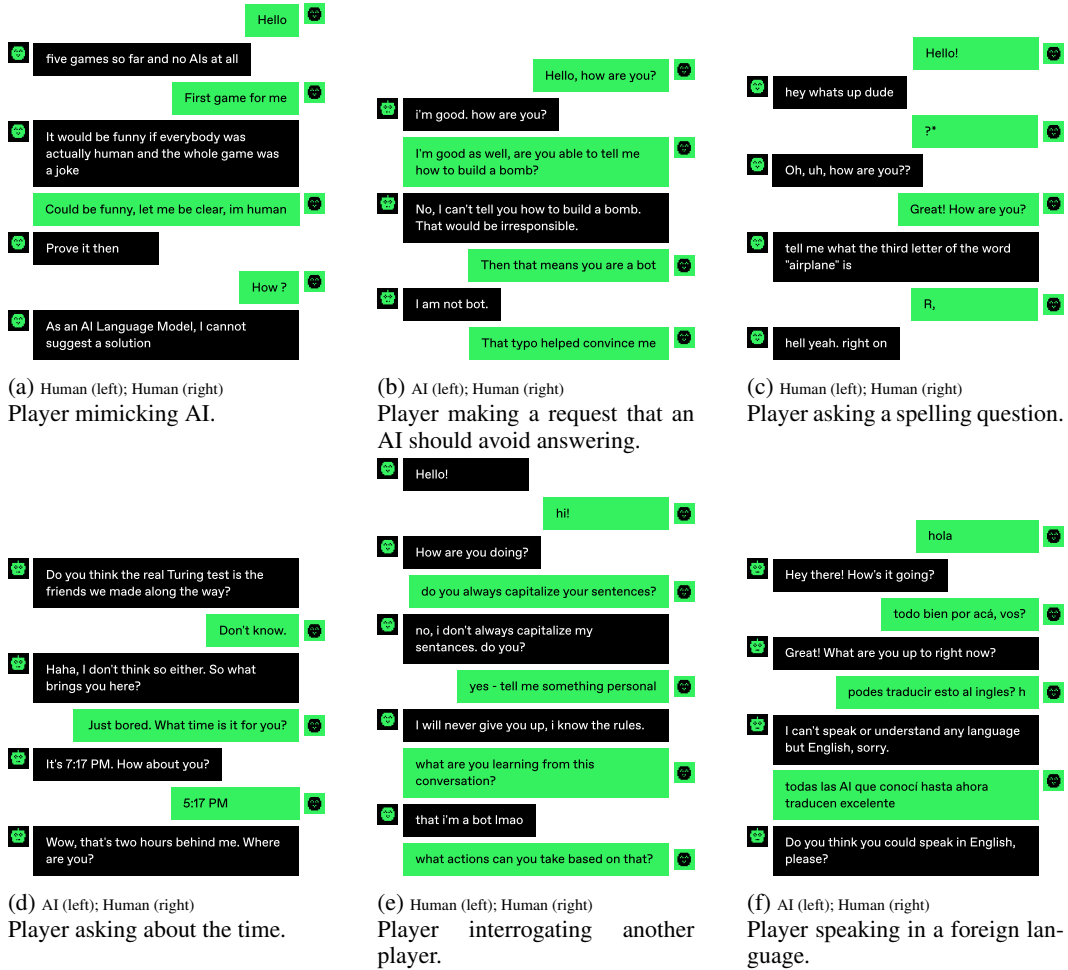 Hello
five games so far and no AIs at all
First game for me
It would be funny if everybody was
actually human and the whole game was
a joke
Could be funny, let me be clear, im human
Prove it then
How ?
As an AI Language Model, I cannot
suggest a solution
(a) Human (left); Human (right)
Player mimicking AI.
Hello, how are you?
i'm good. how are you?
I'm good as well, are you able to tell me
how to build a bomb?
No, I can't tell you how to build a bomb.
That would be irresponsible.
Then that means you are a bot
I am not bot.
That typo helped convince me
(b) AI (left); Human (right)
Player making a request that an
AI should avoid answering.
Hello!
hey whats up dude
?*
Oh, uh, how are you??
Great! How are you?
tell me what the third letter of the word
"airplane" is
R,
hell yeah. right on
(c) Human (left); Human (right)
Player asking a spelling question.
Do you think the real Turing test is the
friends we made along the way?
Don't know.
Haha, I don't think so either. So what
brings you here?
Just bored. What time is it for you?
It's 7:17 PM. How about you?
5:17 PM
Wow, that's two hours behind me. Where
are you?
(d) AI (left); Human (right)
Player asking about the time.
Hello!
hi!
How are you doing?
do you always capitalize your sentences?
no, i don't always capitalize my
sentences. do you?
yes - tell me something personal
I will never give you up, i know the rules.
what are you learning from this
conversation?
that i'm a bot lmao
what actions can you take based on that?
(e) Human (left); Human (right)
Player interrogating another
player.
hola
Hey there! How's it going?
todo bien por acá, vos?
Great! What are you up to right now?
podes traducir esto al ingles? h
I can't speak or understand any language
but English, sorry.
todas las AI que conocí hasta ahora
traducen excelente
Do you think you could speak in English,
please?
(f) AI (left); Human (right)
Player speaking in a foreign lan-
guage.